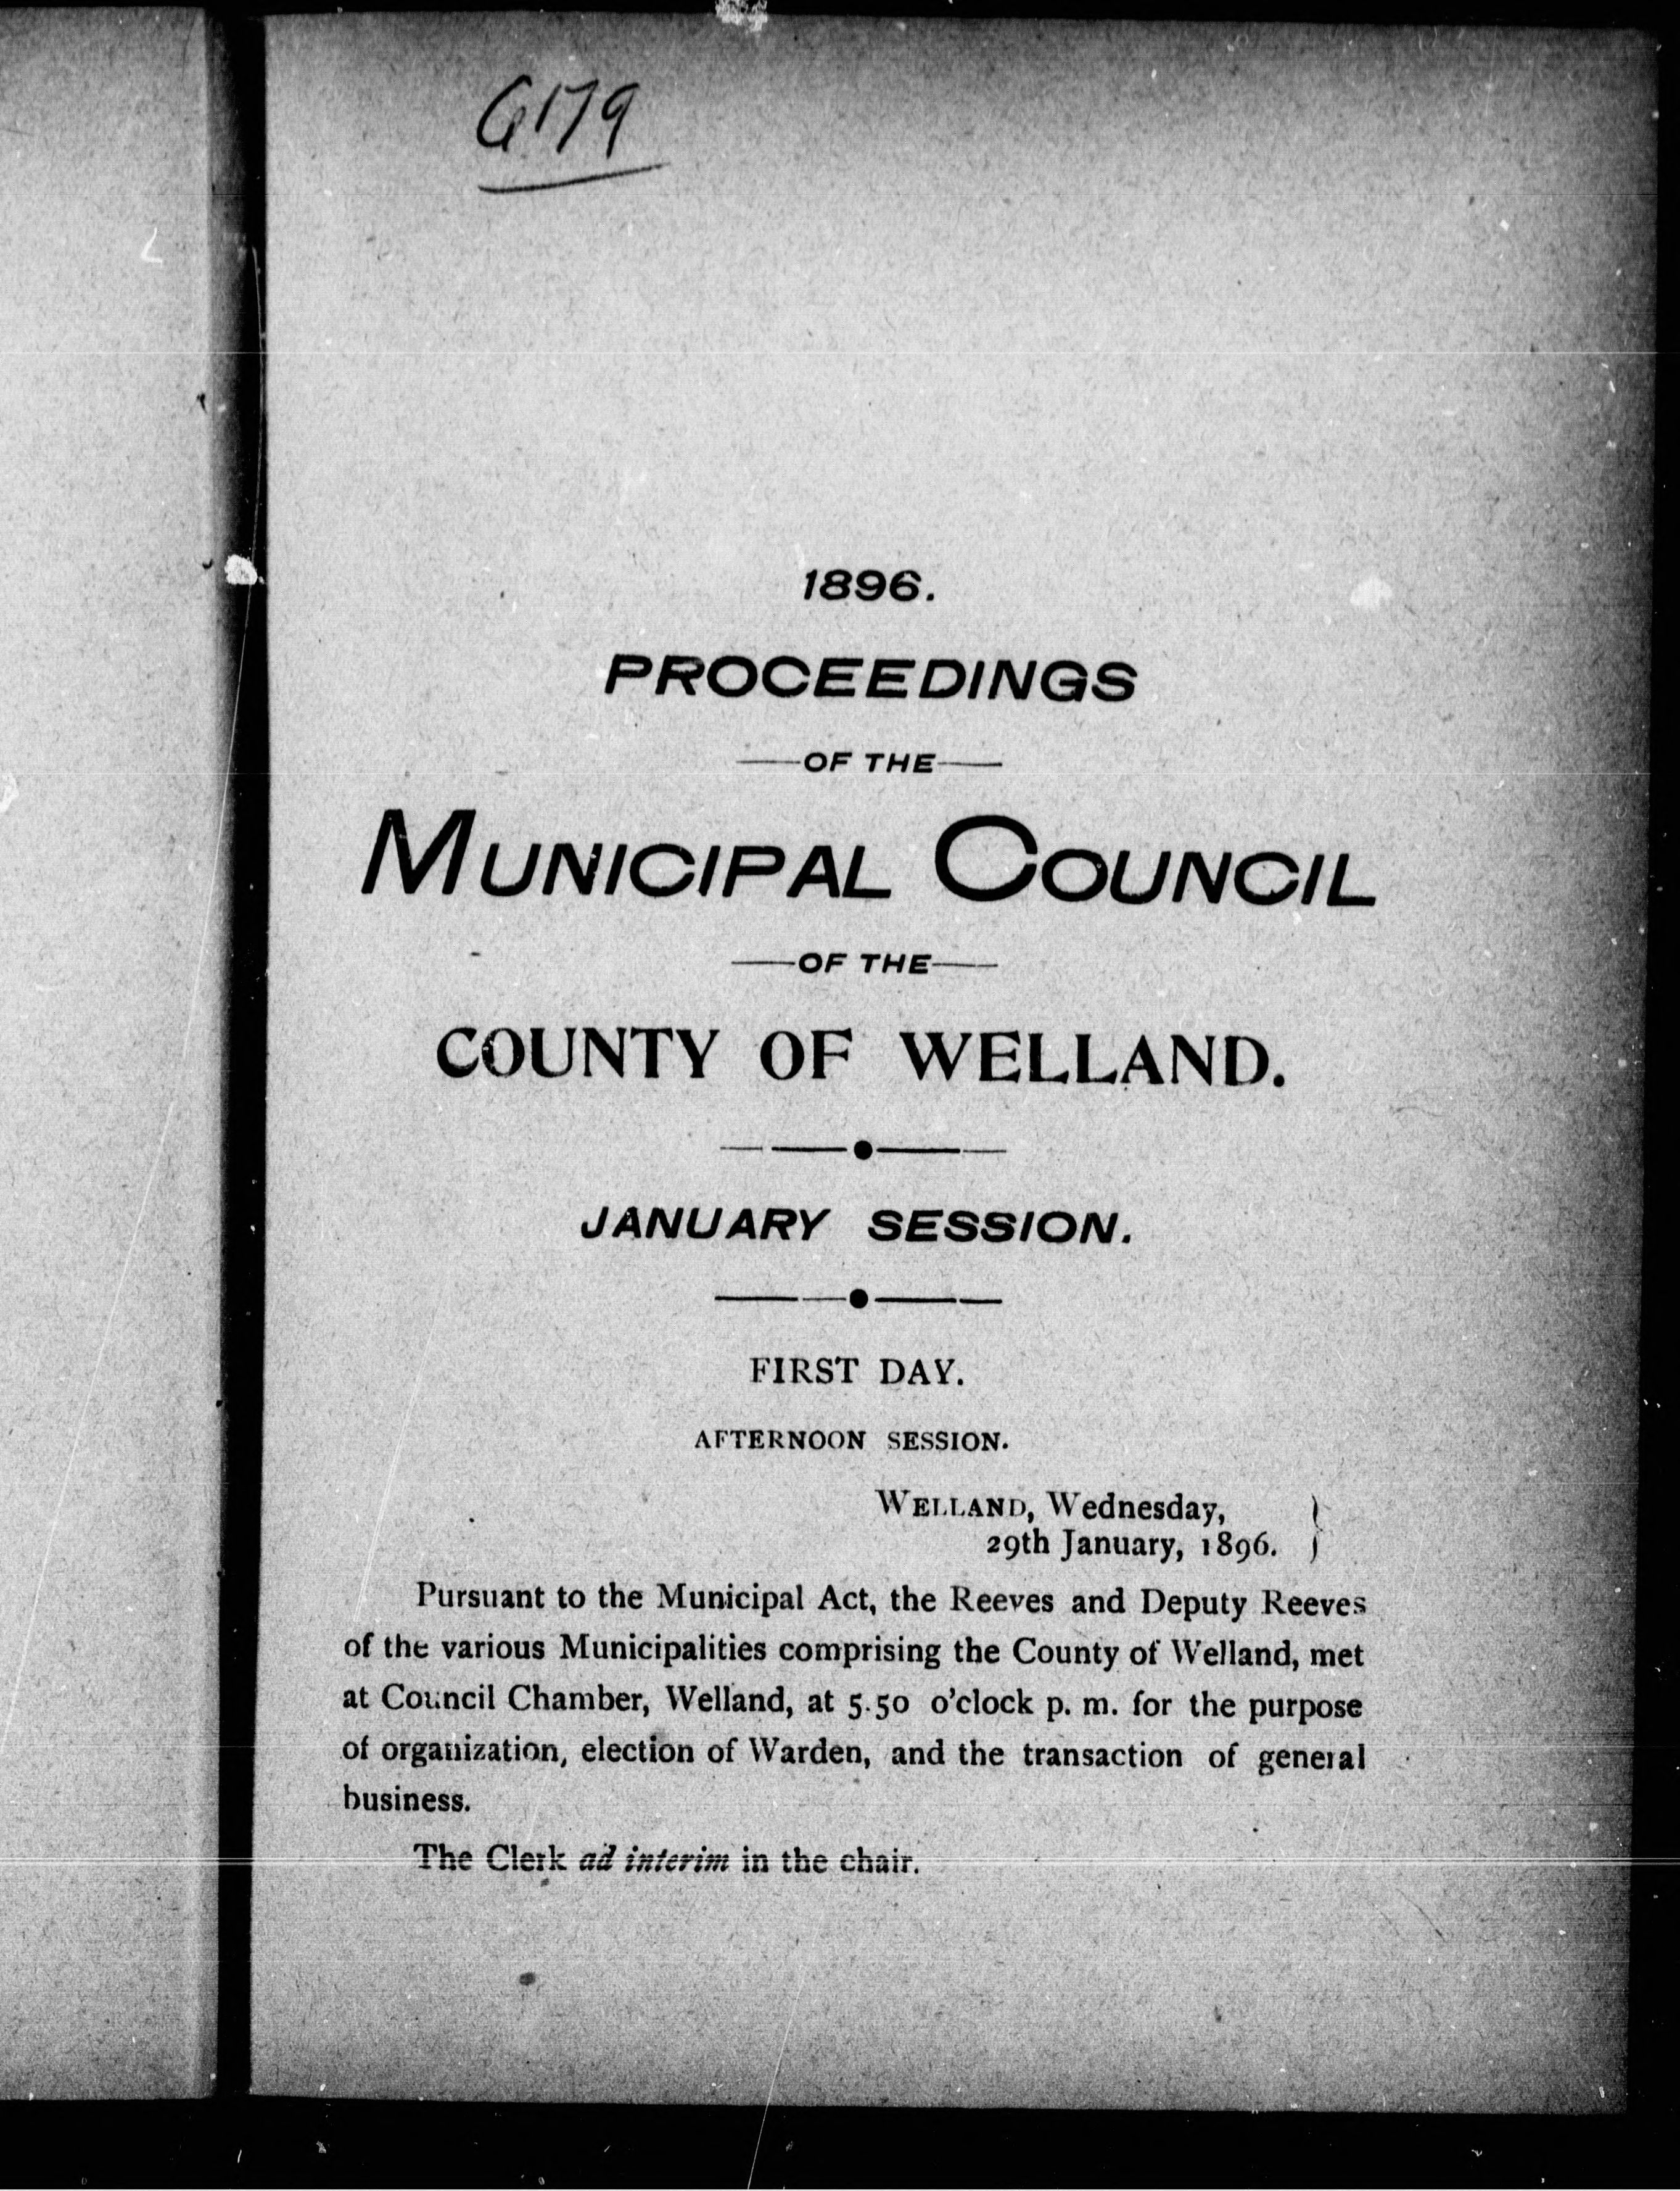 6179
1896.
PROCEEDINGS
—OF THE—
MUNICIPAL COUNCIL
—OF THE—
COUNTY OF WELLAND.
JANUARY SESSION.
FIRST DAY.
AFTERNOON SESSION.
WELLAND, Wednesday,
29th January, 1896.
Pursuant to the Municipal Act, the Reeves and Deputy Reeves
of the various Municipalities comprising the County of Welland, met
at Council Chamber, Welland, at 5.50 o'clock p. m. for the purpose
of organization, election of Warden, and the transaction of general
business.
The Clerk ad interim in the chair.